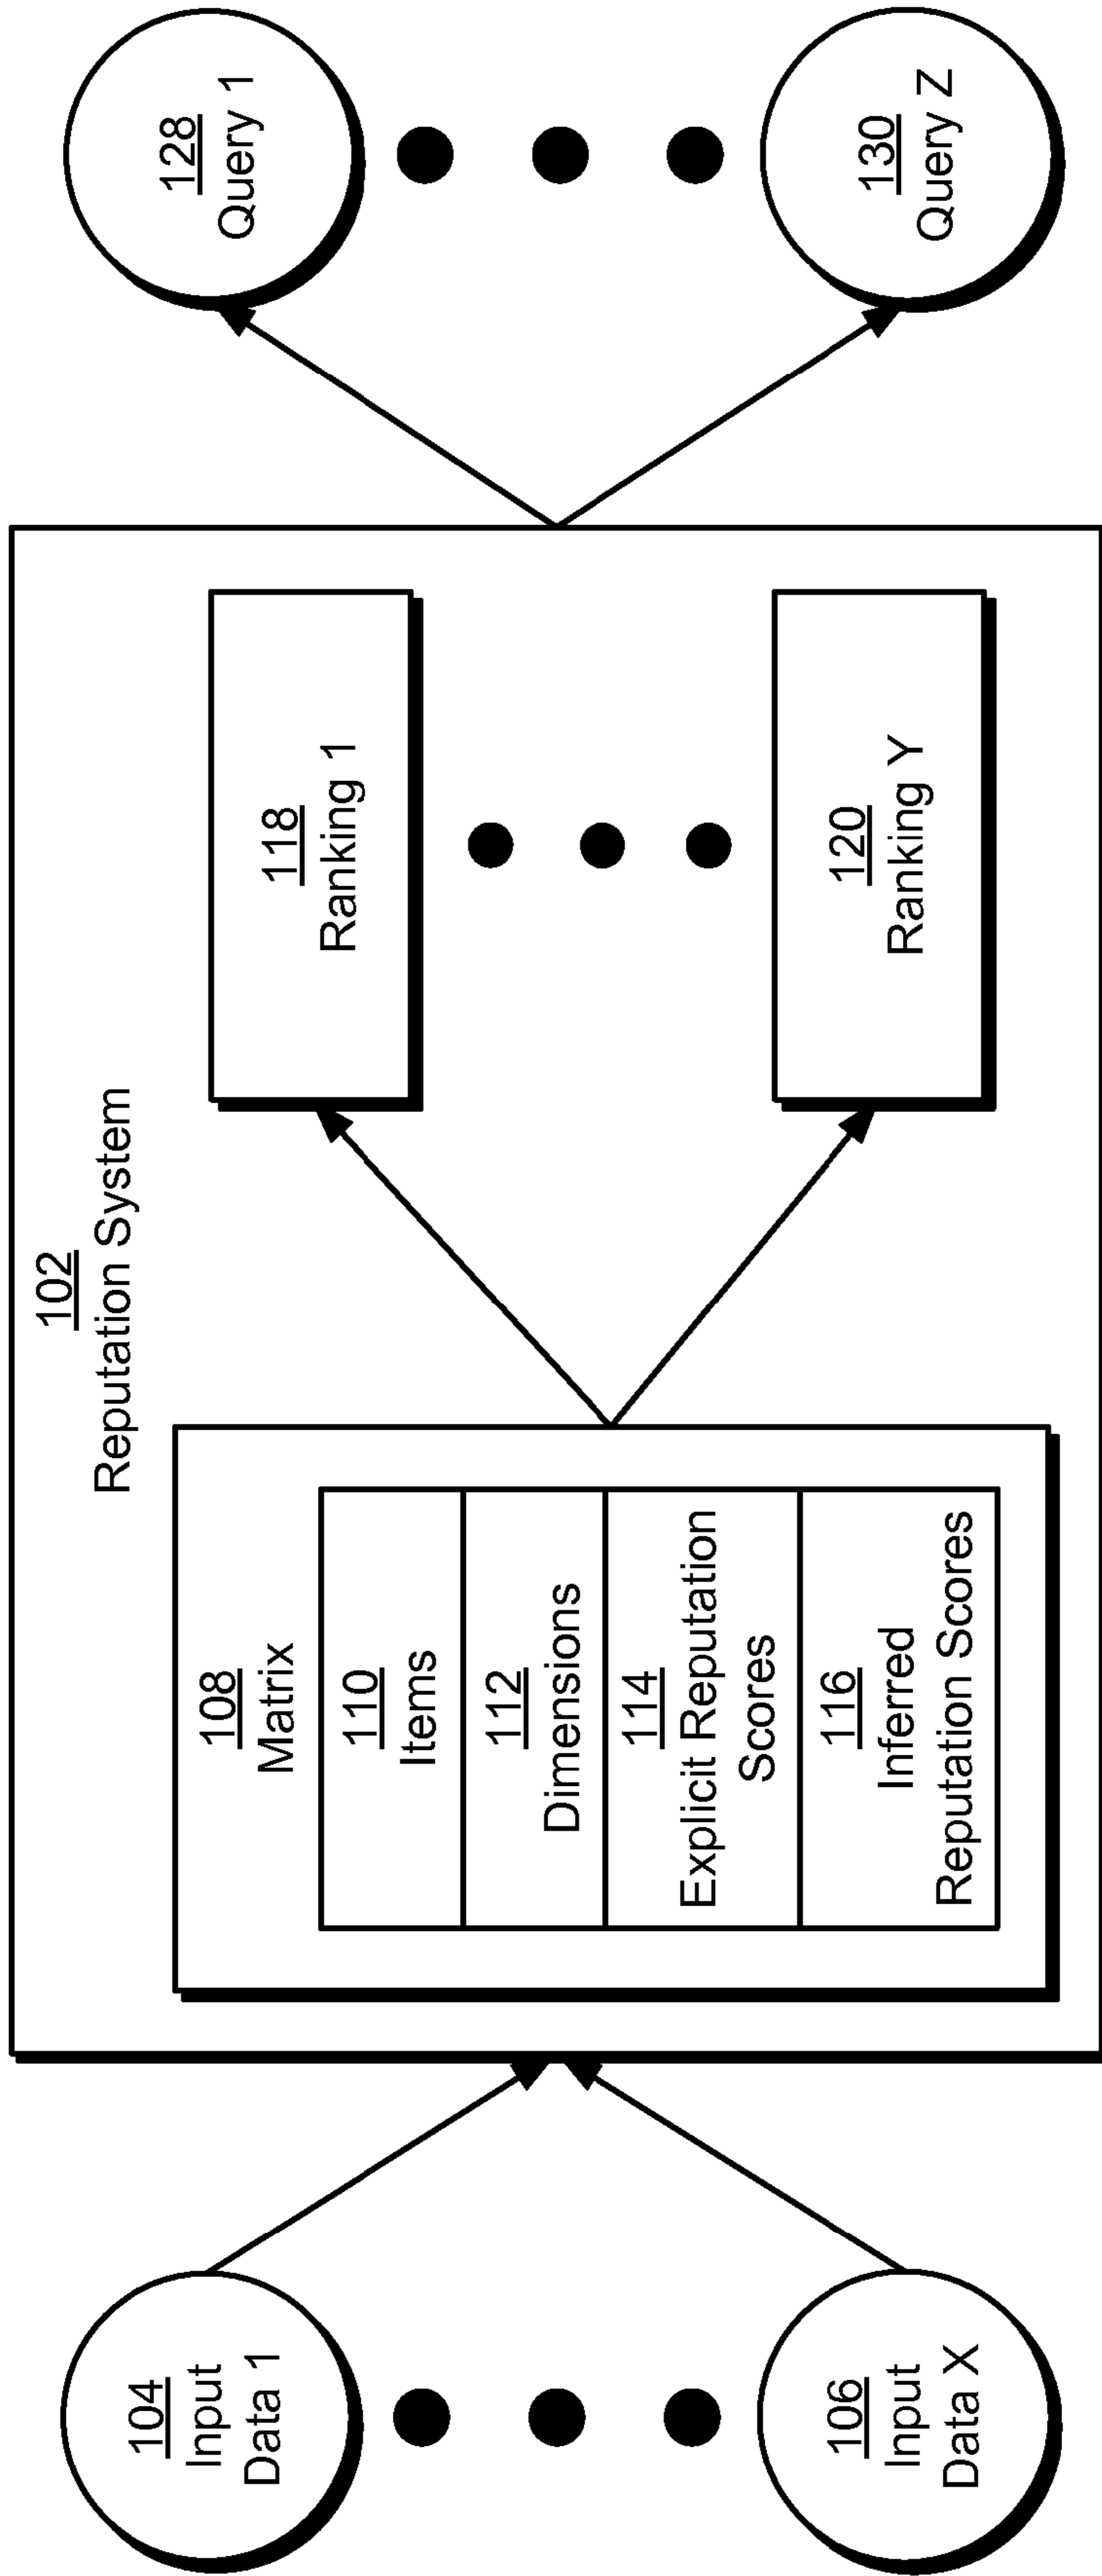 102
Reputation System
104
Input
Data 1
106
Input
Data X
108
Matrix
110
Items
112
Dimensions
114
Explicit Reputation
Scores
116
Inferred
Reputation Scores
118
Ranking 1
120
Ranking Y
128
Query 1
130
Query Z